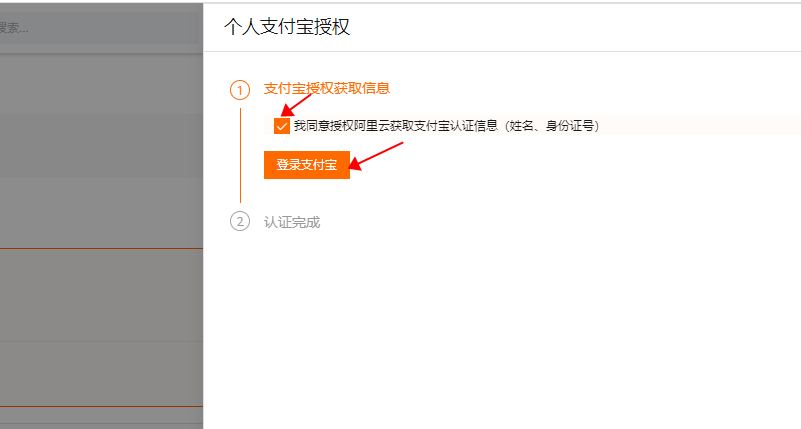 搜索...
个人支付宝授权
1 支付宝授权获取信息
我同意授权阿里云获取支付宝认证信息（姓名、身份证号）
登录支付宝
2 认证完成